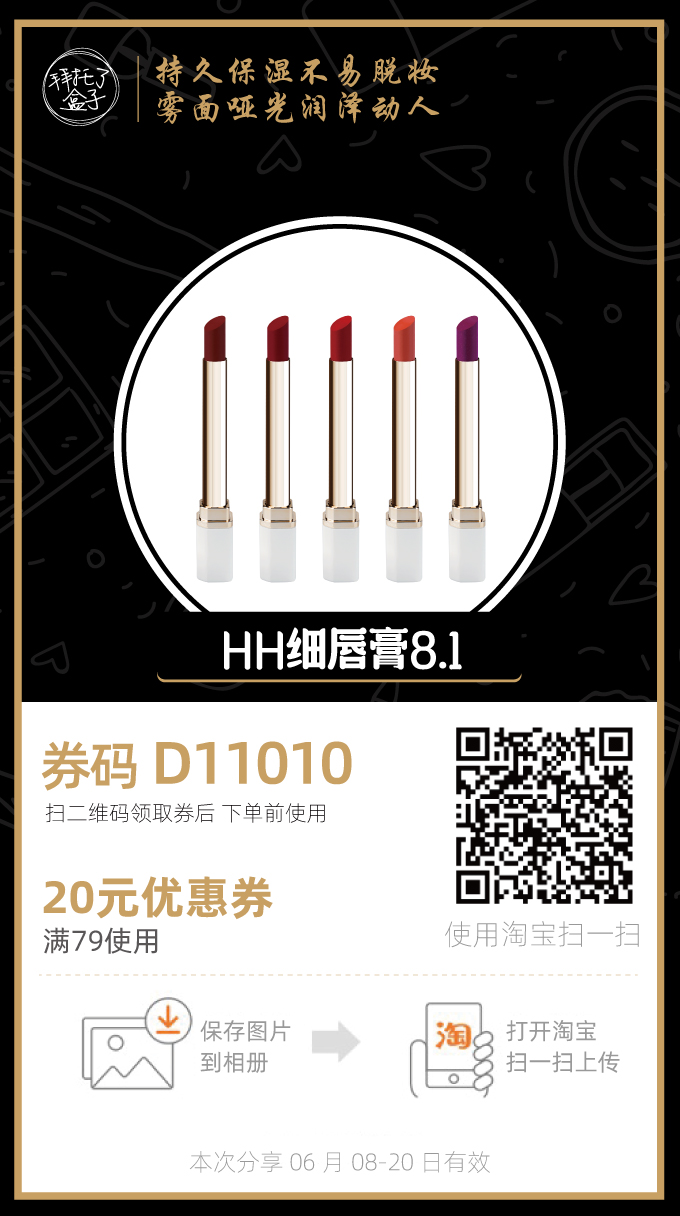 拜托了
盒子
持久保湿不易脱妆
雾面哑光润泽动人
HH细唇膏8.1
券码 D11010
扫二维码领取券后 下单前使用
20元优惠券
满79使用
使用淘宝扫一扫
保存图片
到相册
淘
打开淘宝
扫一扫上传
本次分享 06 月 08-20 日有效